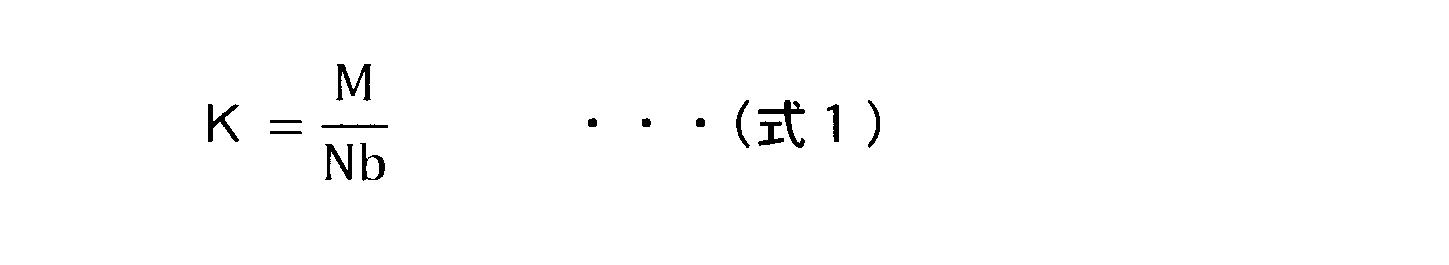 K = M/Nb ・・・(式1)